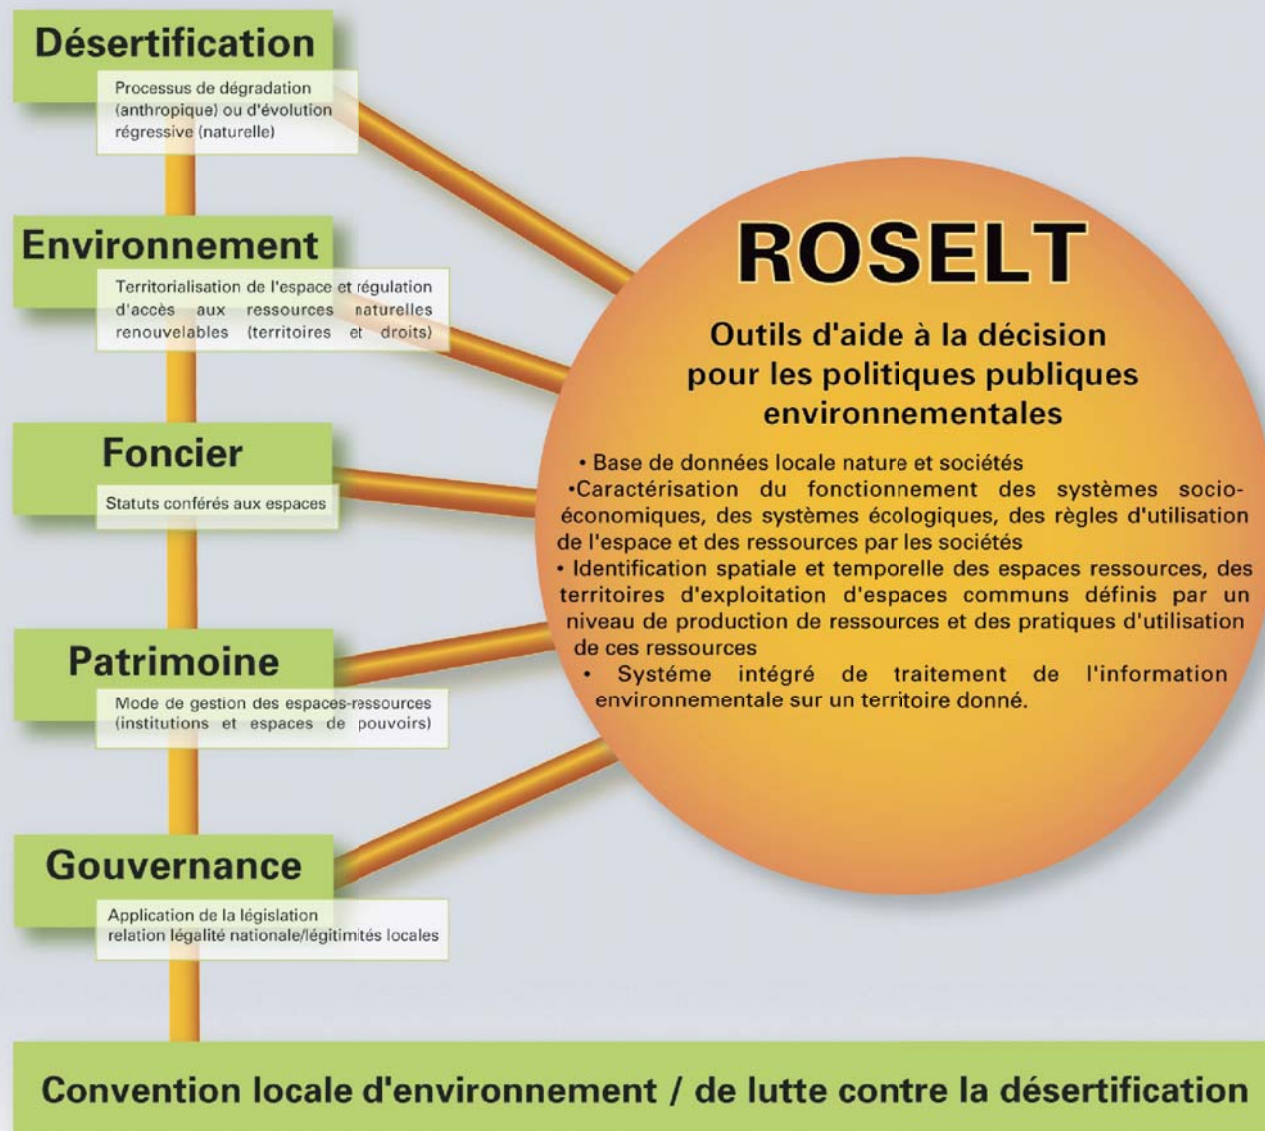 Désertification
Processus de dégradation
(anthropique) ou d'évolution
régressive (naturelle)
Environnement
Territorialisation de l'espace et régulation
d'accès aux ressources naturelles
renouvelables (territoires et droits)
Foncier
Statuts conférés aux espaces
Patrimoine
Mode de gestion des espaces-ressources
(institutions et espaces de pouvoirs)
Gouvernance
Application de la législation
relation légalité nationale/légitimités locales
ROSELT
Outils d'aide à la décision
pour les politiques publiques
environnementales
• Base de données locale nature et sociétés
•Caractérisation du fonctionnement des systèmes socio-
économiques, des systèmes écologiques, des règles d'utilisation
de l'espace et des ressources par les sociétés
• Identification spatiale et temporelle des espaces ressources, des
territoires d'exploitation d'espaces communs définis par un
niveau de production de ressources et des pratiques d'utilisation
de ces ressources
• Systéme intégré de traitement de l'information
environnementale sur un territoire donné.
Convention locale d'environnement / de lutte contre la désertification